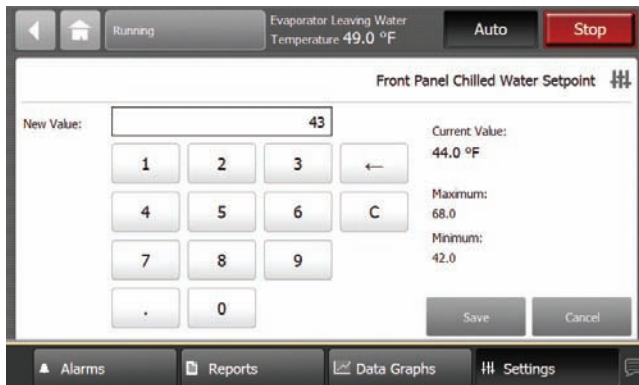 Running
Evaporator Leaving Water
Temperature 49.0 °F
Auto
Stop
Front Panel Chilled Water Setpoint
New Value:
43
Current Value:
44.0 °F
1 2 3 ←
Maximum:
68.0
4 5 6 C
Minimum:
42.0
7 8 9
. 0
Save
Cancel
Alarms
Reports
Data Graphs
Settings